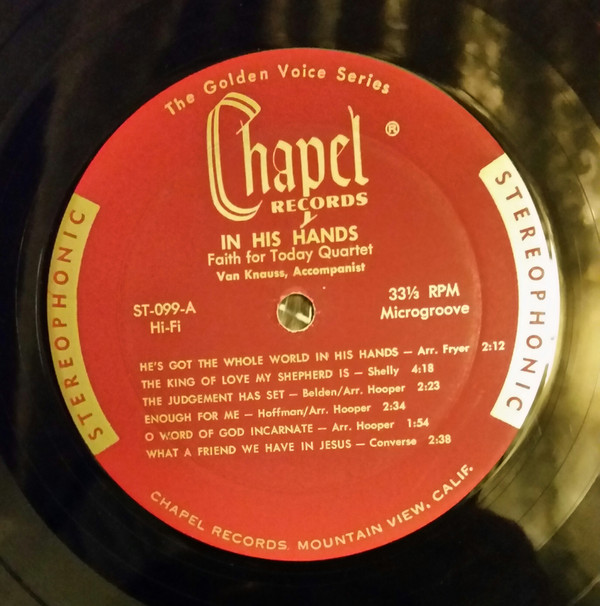 The Golden Voice Series
Chapel ®
RECORDS
IN HIS HANDS
Faith for Today Quartet
Van Knauss, Accompanist
ST-099-A
Hi-Fi
33⅓ RPM
Microgroove
STEREOPHONIC
STEREOPHONIC
HE'S GOT THE WHOLE WORLD IN HIS HANDS — Arr. Fryer 2:12
THE KING OF LOVE MY SHEPHERD IS — Shelly 4:18
THE JUDGEMENT HAS SET — Belden/Arr. Hooper 2:23
ENOUGH FOR ME — Hoffman/Arr. Hooper 2:34
O WORD OF GOD INCARNATE — Arr. Hooper 1:54
WHAT A FRIEND WE HAVE IN JESUS — Converse 2:38
CHAPEL RECORDS. MOUNTAIN VIEW, CALIF.